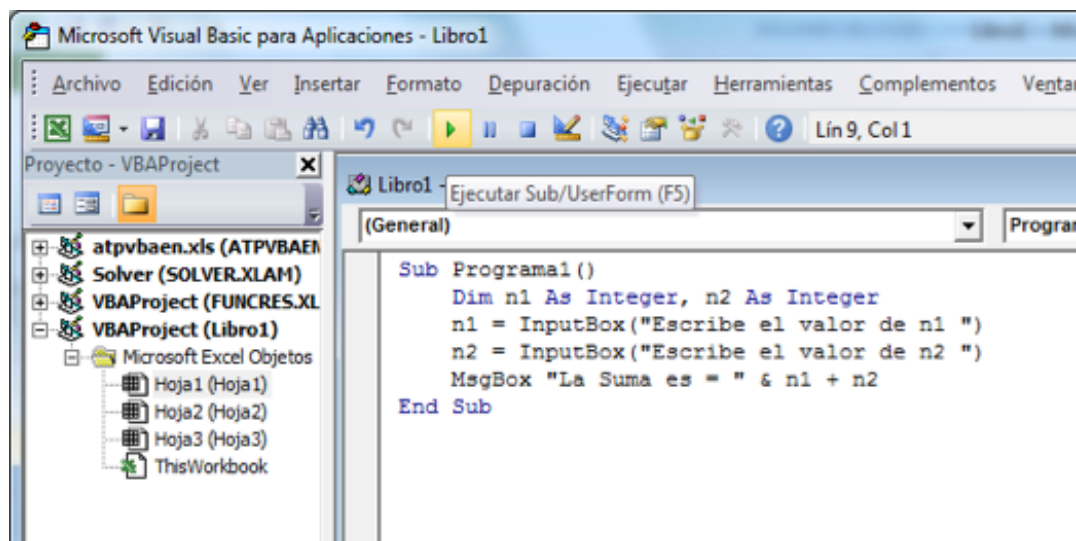 Microsoft Visual Basic para Aplicaciones - Libro1
Archivo Edición Ver Insertar Formato Depuración Ejecutar Herramientas Complementos Ventan
Lín 9, Col 1
Proyecto - VBAProject
atpvbaen.xls (ATPVBAEN
Solver (SOLVER.XLAM)
VBAProject (FUNCRES.XL
VBAProject (Libro1)
Microsoft Excel Objetos
Hoja1 (Hoja1)
Hoja2 (Hoja2)
Hoja3 (Hoja3)
ThisWorkbook
Libro1 -
Ejecutar Sub/UserForm (F5)
(General)
Program
Sub Programa1()
Dim n1 As Integer, n2 As Integer
n1 = InputBox("Escribe el valor de n1 ")
n2 = InputBox("Escribe el valor de n2 ")
MsgBox "La Suma es = " & n1 + n2
End Sub